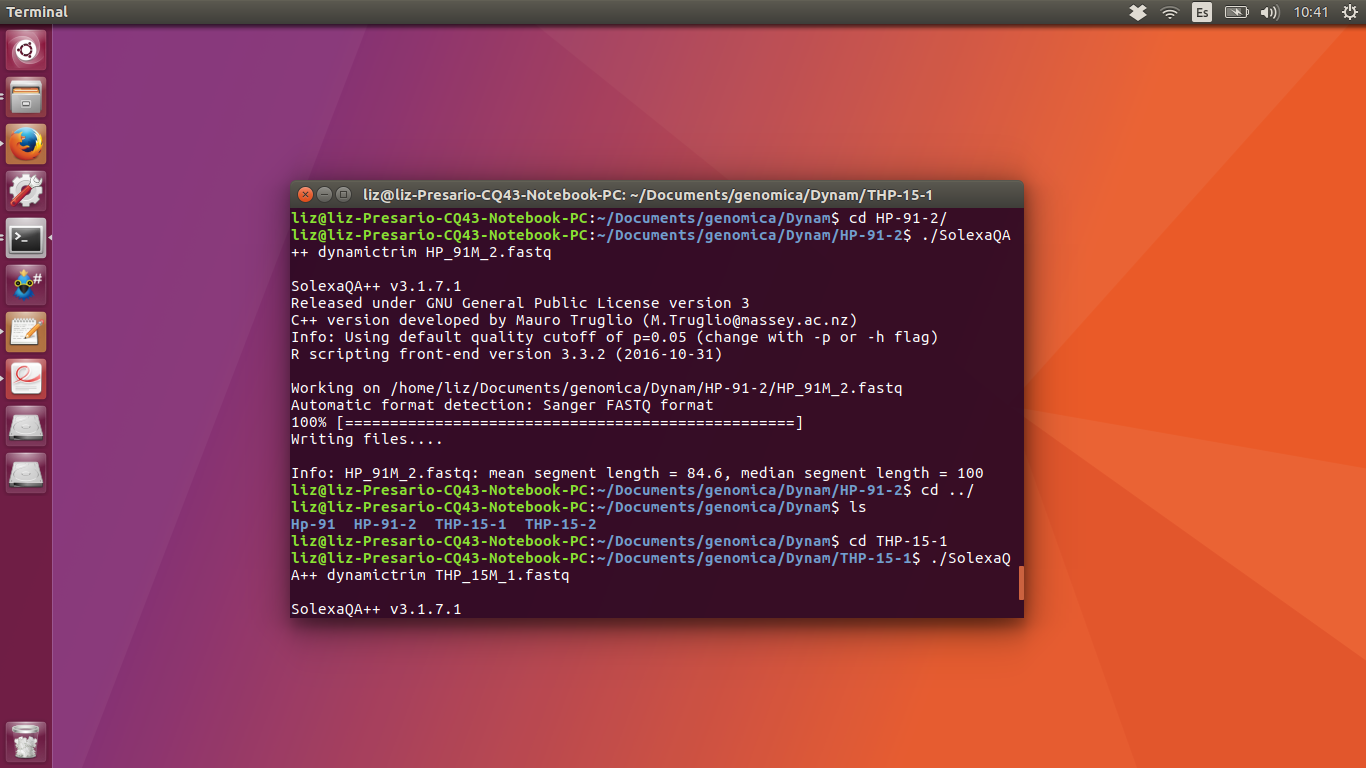 Terminal
Es
10:41
liz@liz-Presario-CQ43-Notebook-PC: ~/Documents/genomica/Dynam/THP-15-1
liz@liz-Presario-CQ43-Notebook-PC:~/Documents/genomica/Dynam$ cd HP-91-2/
liz@liz-Presario-CQ43-Notebook-PC:~/Documents/genomica/Dynam/HP-91-2$ ./SolexaQA
++ dynamictrim HP_91M_2.fastq
SolexaQA++ v3.1.7.1
Released under GNU General Public License version 3
C++ version developed by Mauro Truglio (M.Truglio@massey.ac.nz)
Info: Using default quality cutoff of p=0.05 (change with -p or -h flag)
R scripting front-end version 3.3.2 (2016-10-31)
Working on /home/liz/Documents/genomica/Dynam/HP-91-2/HP_91M_2.fastq
Automatic format detection: Sanger FASTQ format
100% [==================================================]
Writing files....
Info: HP_91M_2.fastq: mean segment length = 84.6, median segment length = 100
liz@liz-Presario-CQ43-Notebook-PC:~/Documents/genomica/Dynam/HP-91-2$ cd ../
liz@liz-Presario-CQ43-Notebook-PC:~/Documents/genomica/Dynam$ ls
Hp-91  HP-91-2  THP-15-1  THP-15-2
liz@liz-Presario-CQ43-Notebook-PC:~/Documents/genomica/Dynam$ cd THP-15-1
liz@liz-Presario-CQ43-Notebook-PC:~/Documents/genomica/Dynam/THP-15-1$ ./SolexaQ
A++ dynamictrim THP_15M_1.fastq
SolexaQA++ v3.1.7.1